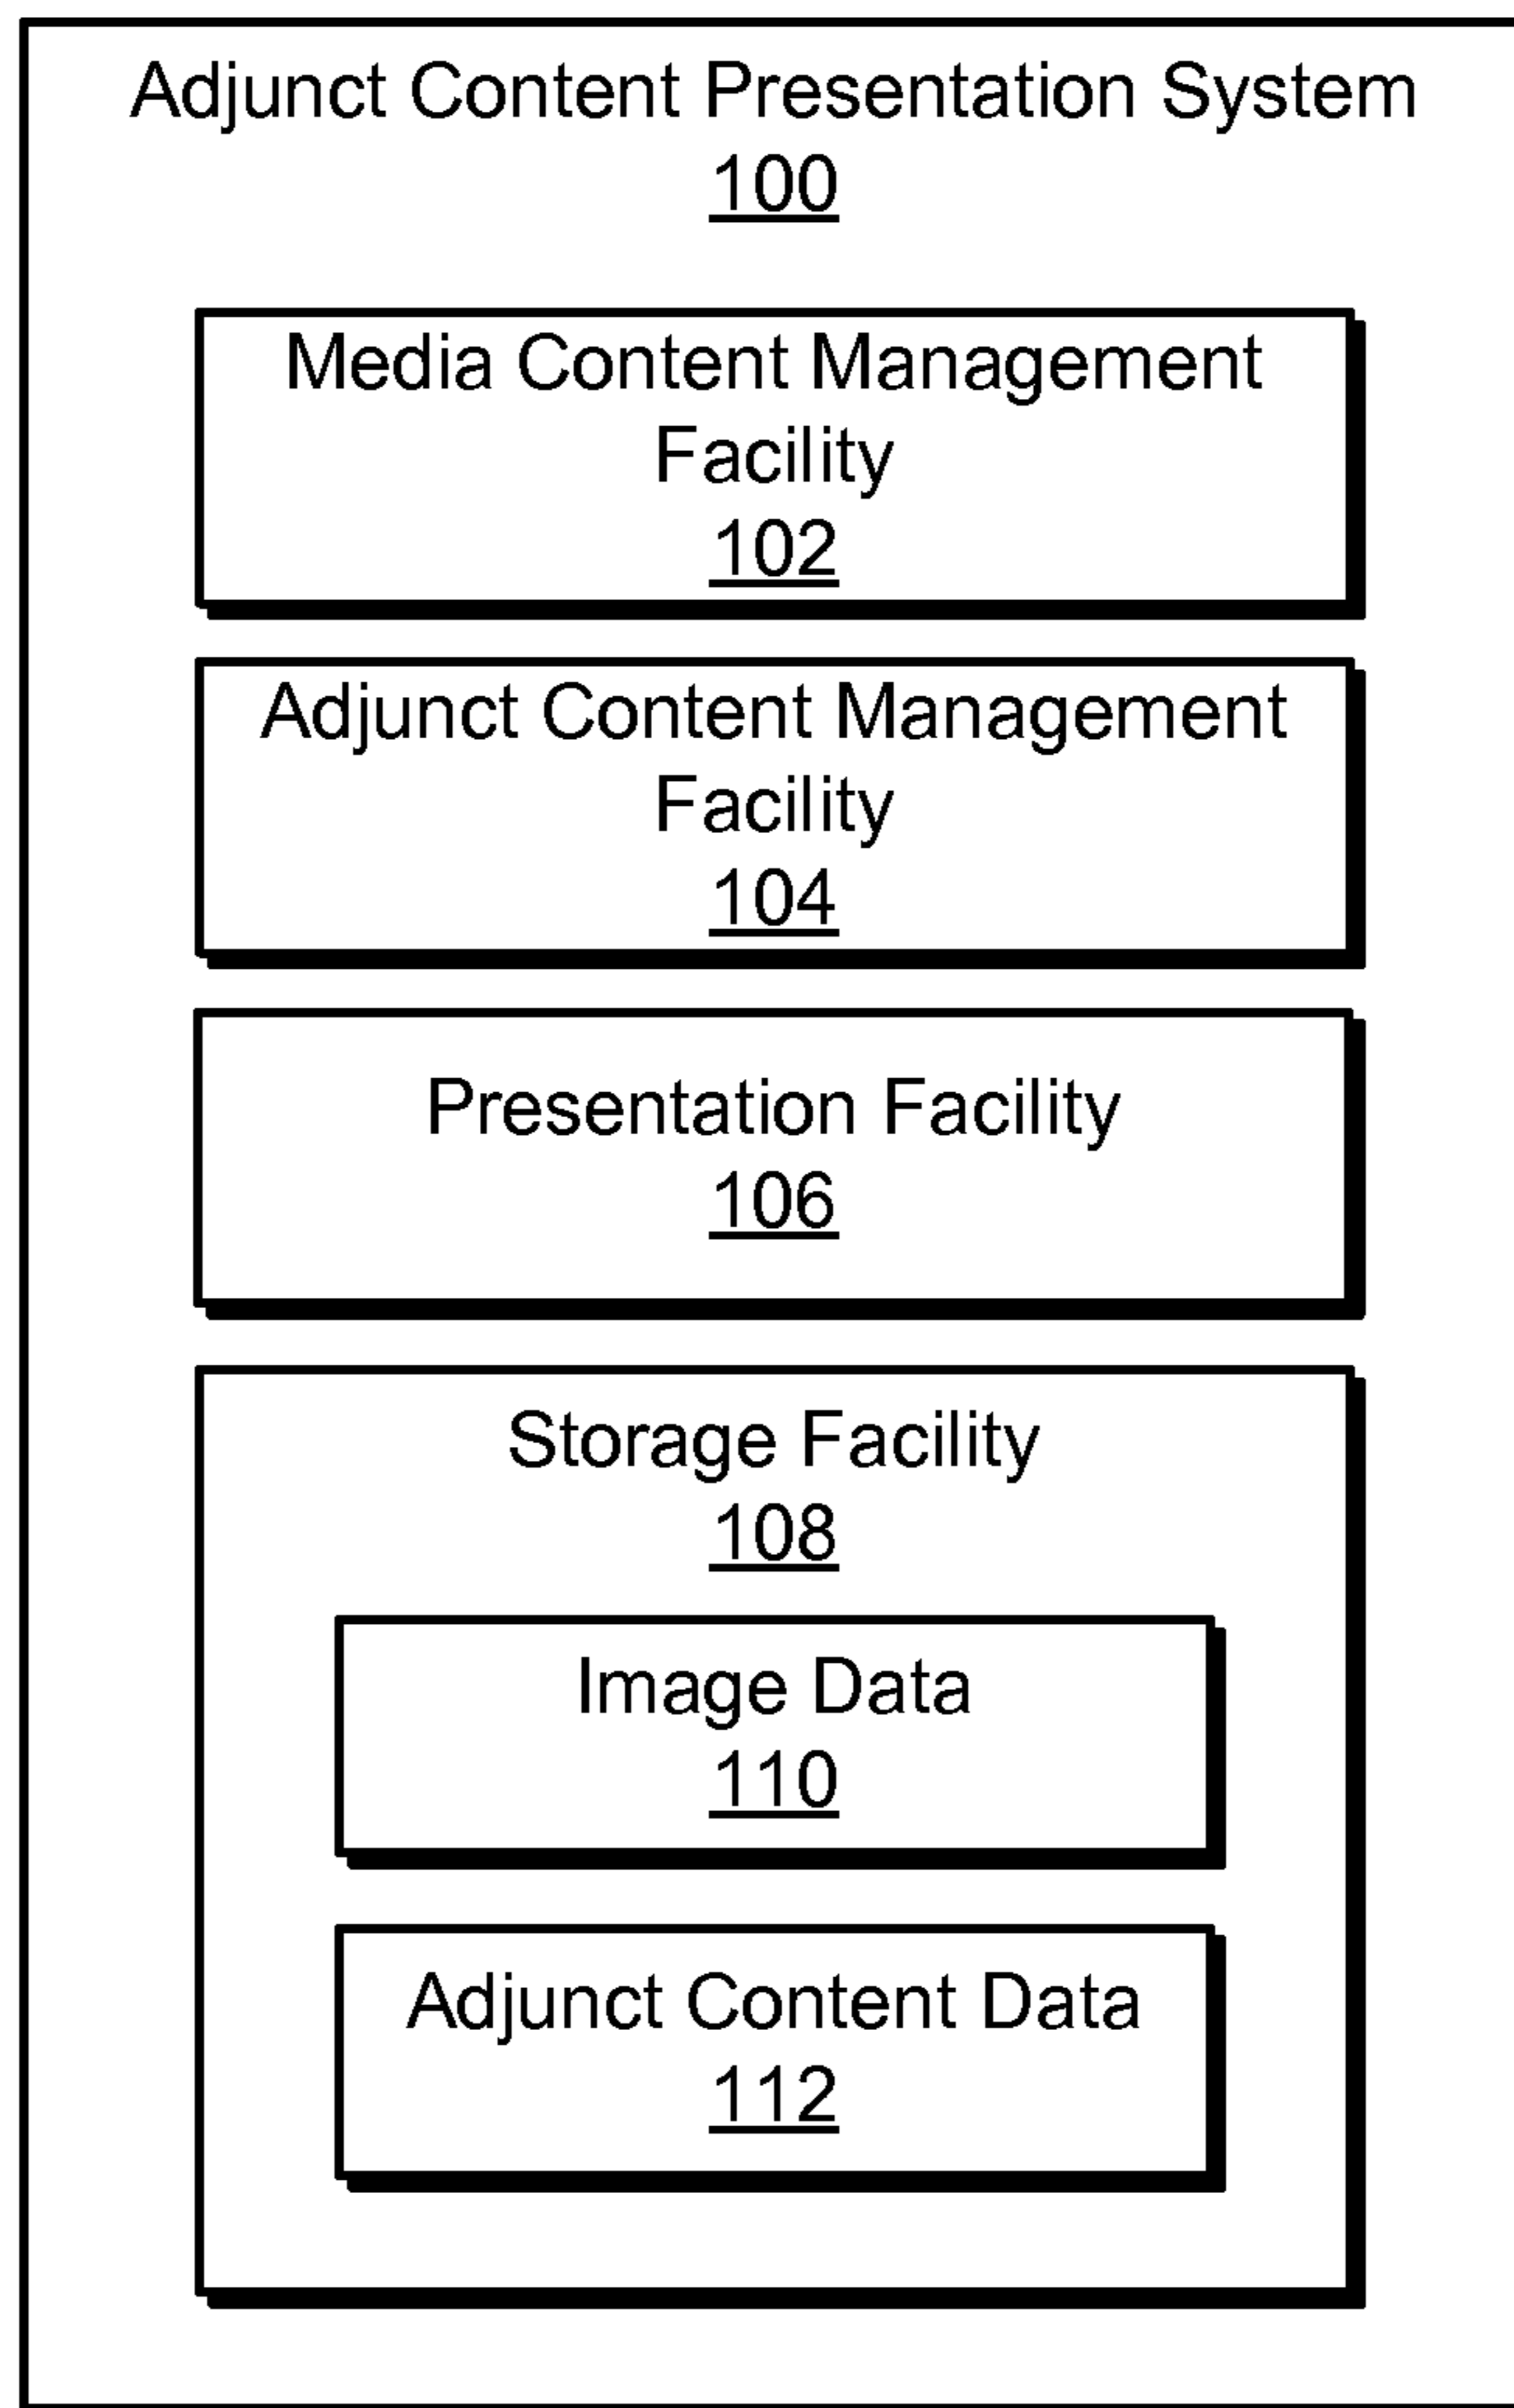 Adjunct Content Presentation System
100
Media Content Management
Facility
102
Adjunct Content Management
Facility
104
Presentation Facility
106
Storage Facility
108
Image Data
110
Adjunct Content Data
112